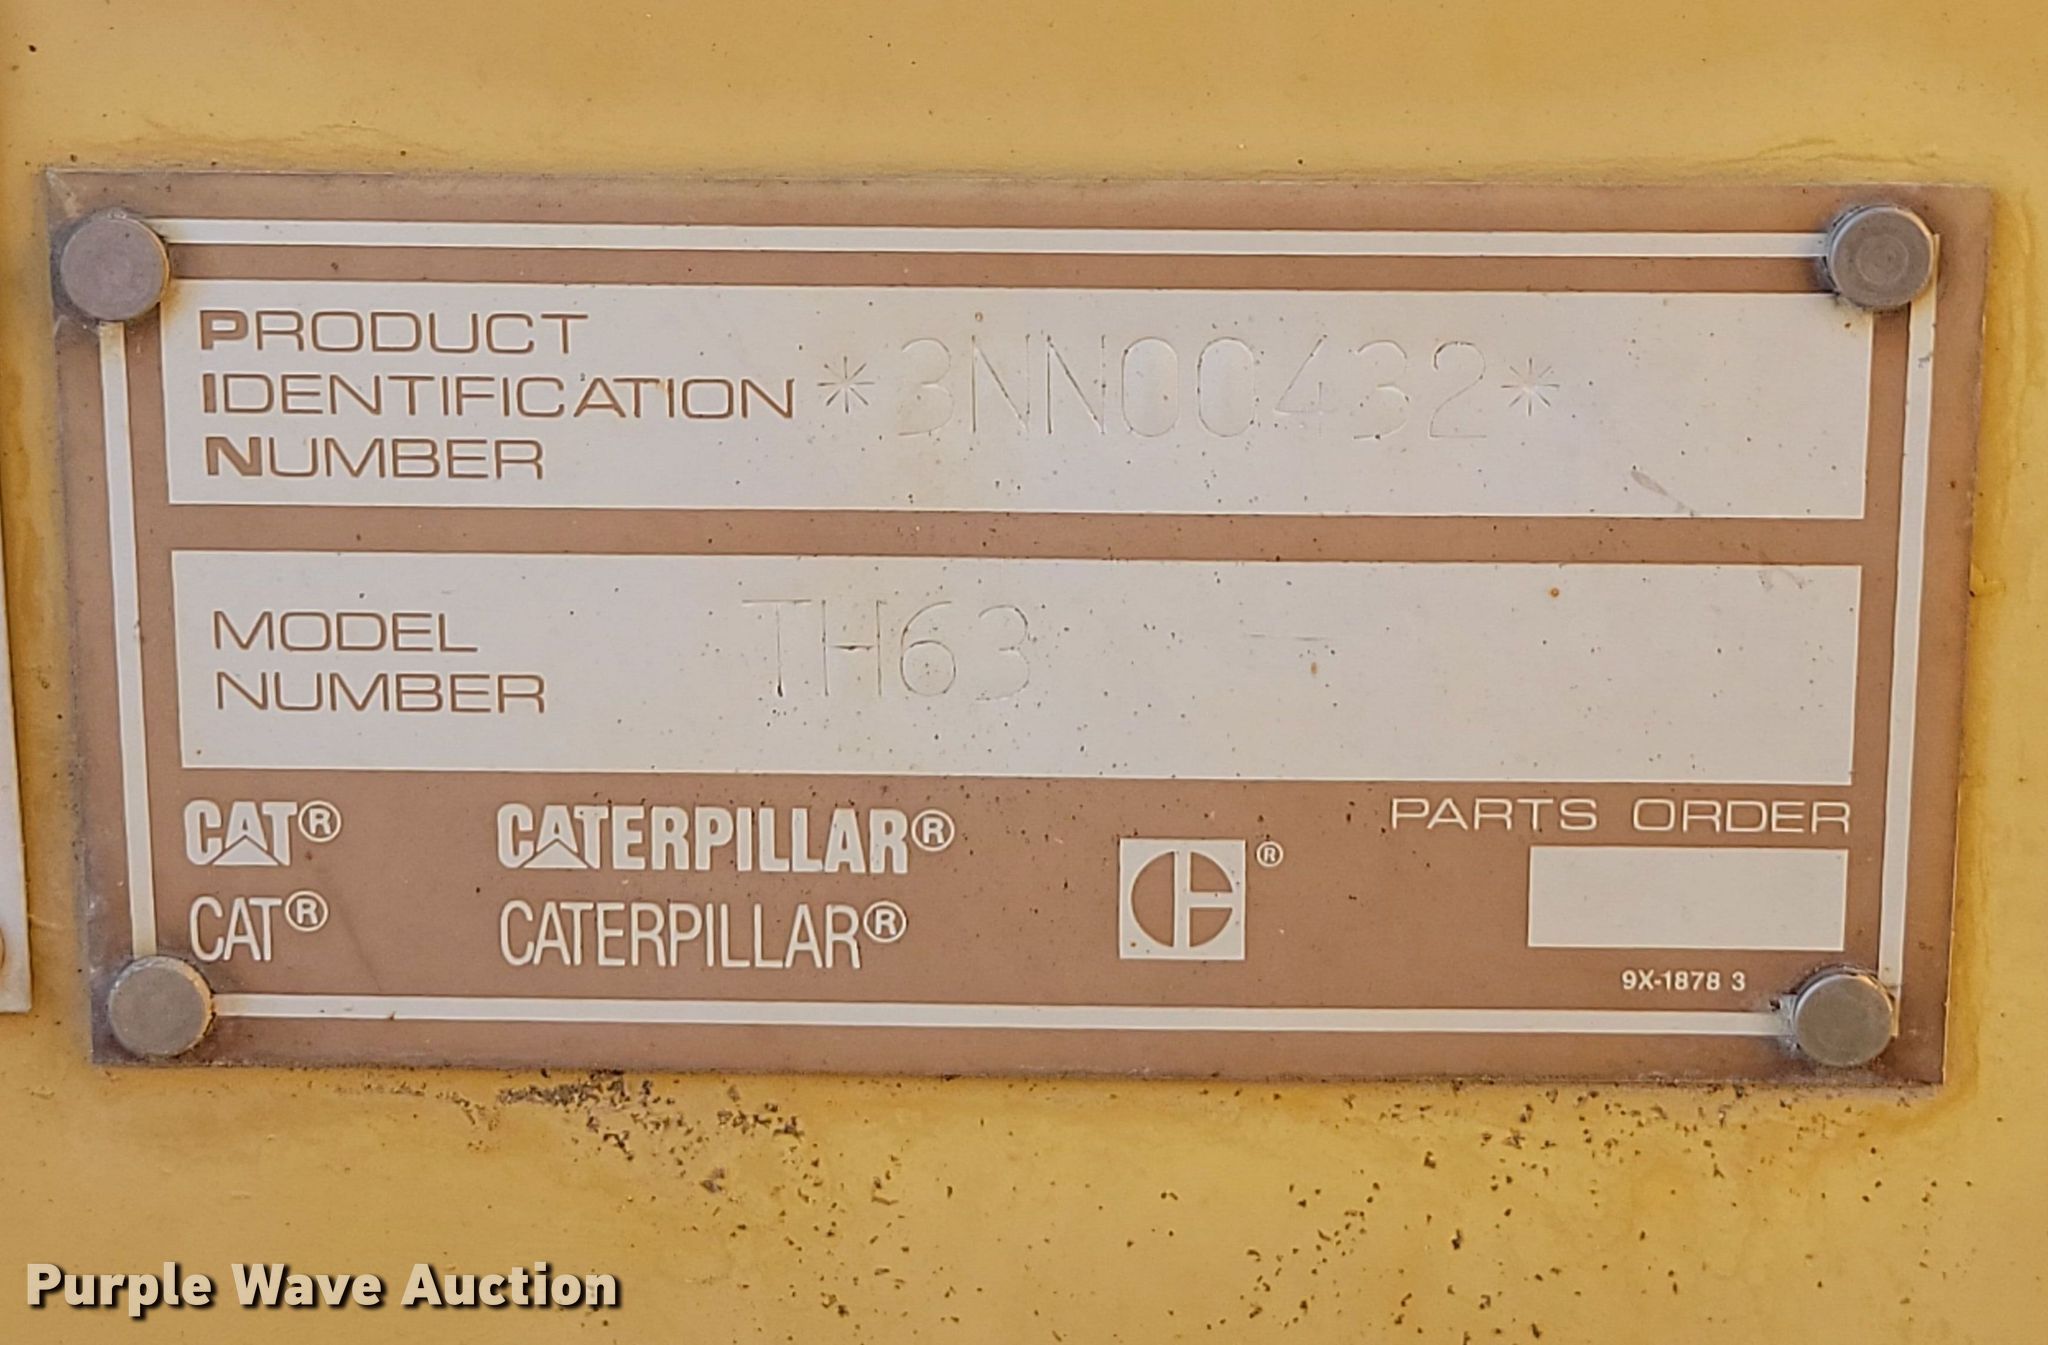 PRODUCT
IDENTIFICATION *3NN00432*
NUMBER
MODEL
NUMBER TH63
CAT® CATERPILLAR® ® PARTS ORDER
CAT® CATERPILLAR®
9X-1878 3
Purple Wave Auction